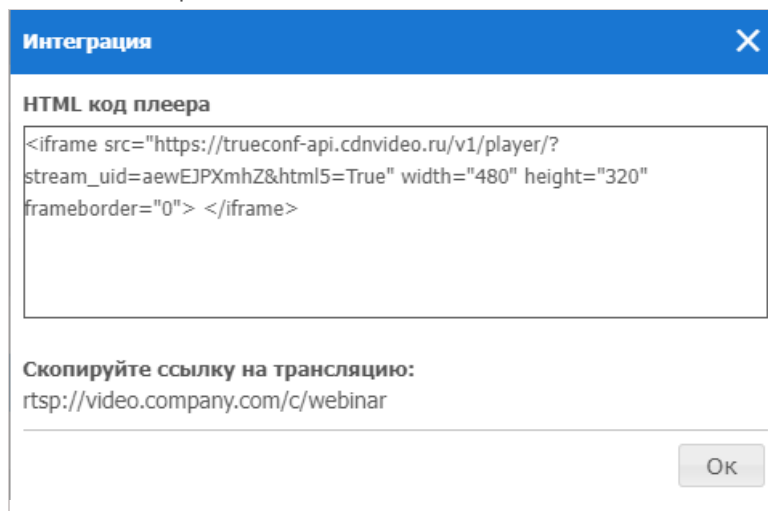 Интеграция
HTML код плеера
<iframe src="https://trueconf-api.cdnvideo.ru/v1/player/?
stream_uid=aewEJPXmhZ&html5=True" width="480" height="320"
frameborder="0"> </iframe>
Скопируйте ссылку на трансляцию:
rtsp://video.company.com/c/webinar
Ок